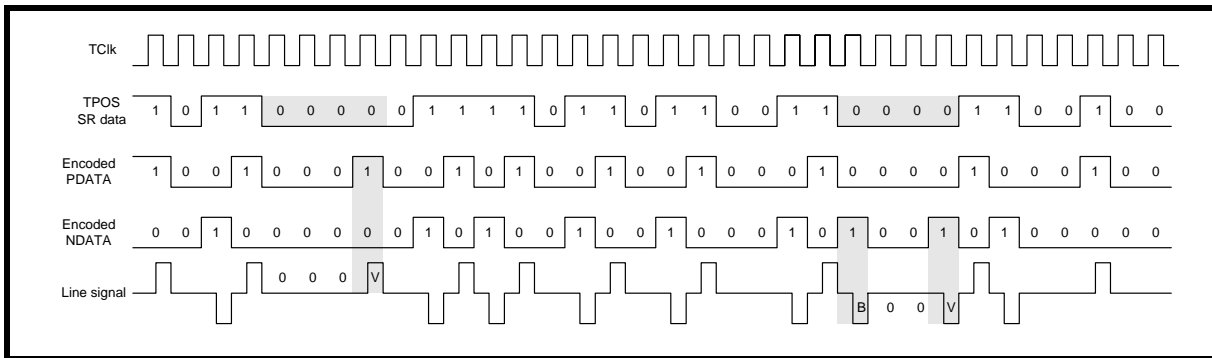 TClk
TPOS
SR data
1 0 1 1 0 0 0 0 0 1 1 1 1 0 1 1 0 1 1 0 0 1 1 0 0 0 0 1 1 0 0 1 0 0
Encoded
PDATA
1 0 0 1 0 0 0 1 0 0 1 0 1 0 0 1 0 0 1 0 0 0 1 0 0 0 0 1 0 0 0 1 0 0
Encoded
NDATA
0 0 1 0 0 0 0 0 0 1 0 1 0 0 1 0 0 1 0 0 0 1 0 1 0 0 1 0 1 0 0 0 0 0
Line signal
0 0 0 V
B 0 0 V